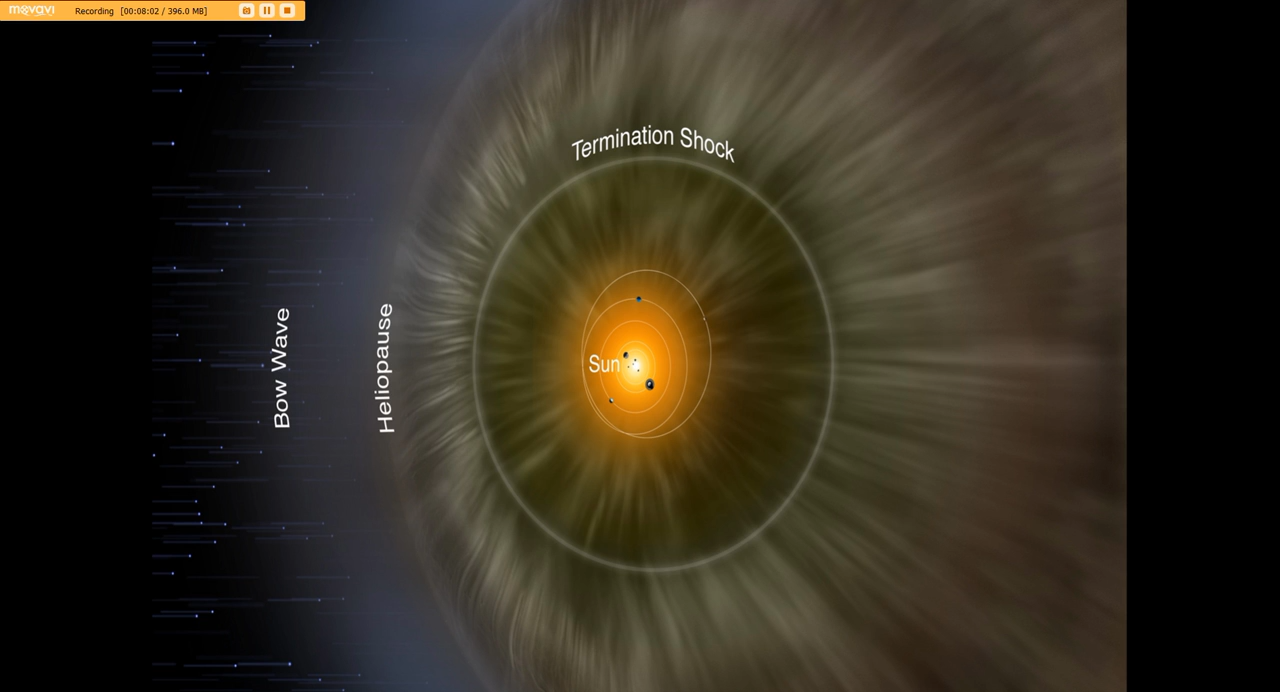 movavi Recording [00:08:02 / 396.0 MB]
Termination Shock
Bow Wave
Heliopause
Sun